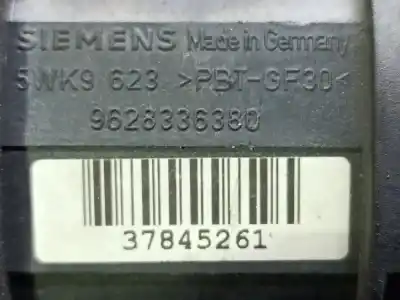 SIEMENS Made in Germany
5WK9 623 >PBT-GF30<
9628336380
37845261